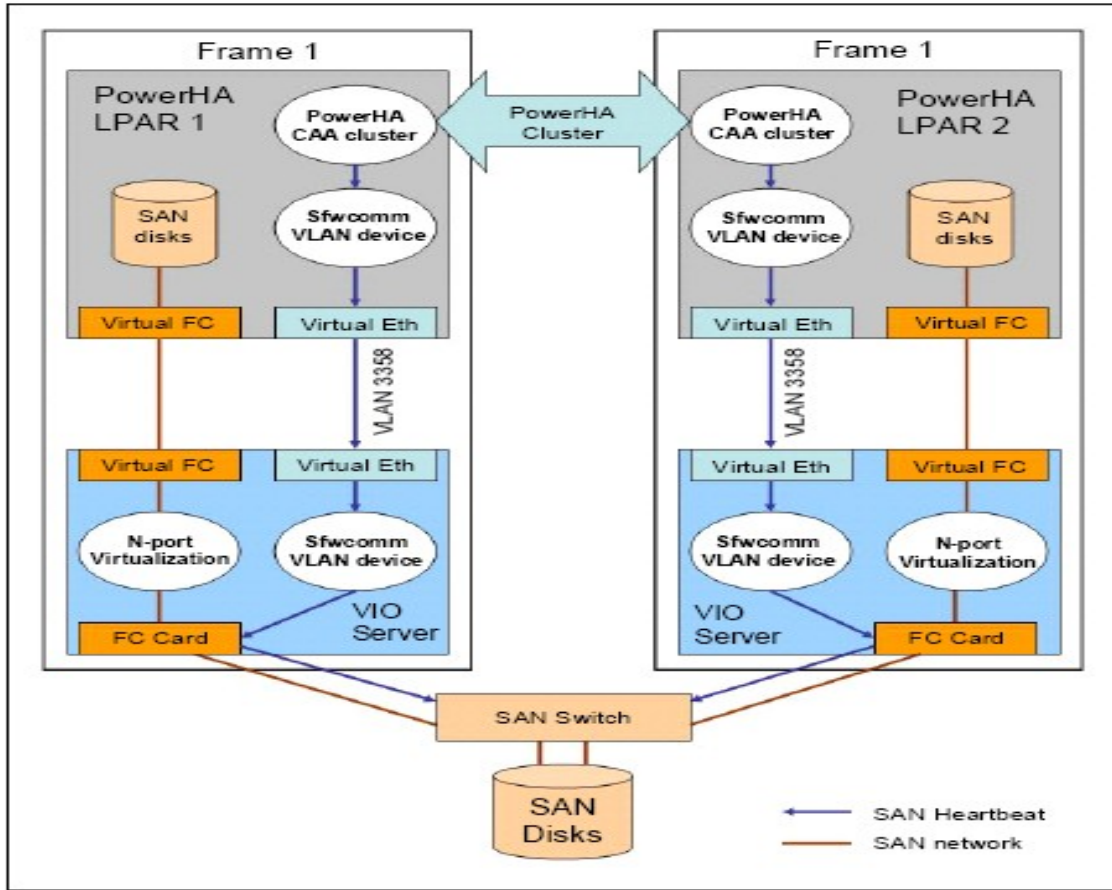 Frame 1
PowerHA
LPAR 1
PowerHA
CAA cluster
SAN
disks
Sfwcomm
VLAN device
Virtual FC
Virtual Eth
VLAN 3358
Virtual FC
Virtual Eth
N-port
Virtualization
Sfwcomm
VLAN device
VIO
Server
FC Card
PowerHA
Cluster
Frame 1
PowerHA
CAA cluster
PowerHA
LPAR 2
Sfwcomm
VLAN device
SAN
disks
Virtual Eth
Virtual FC
VLAN 3358
Virtual Eth
Virtual FC
Sfwcomm
VLAN device
N-port
Virtualization
VIO
Server
FC Card
SAN Switch
SAN
Disks
SAN Heartbeat
SAN network